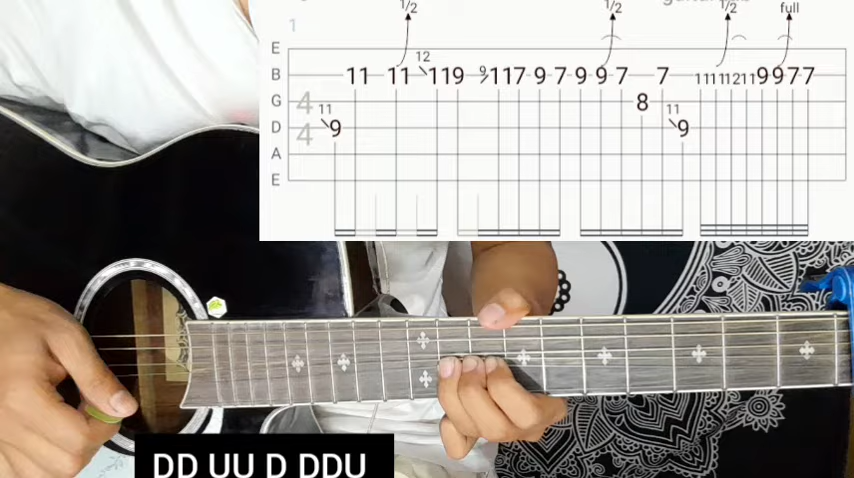 1/2 1/2 1/2 full
1
12
E
B 11 11 11 9 9 11 7 9 7 9 9 7 7 11 11 11 12 11 9 9 7 7
G 4 8
11 11
D 4 9 9
A
E
DD UU D DDU